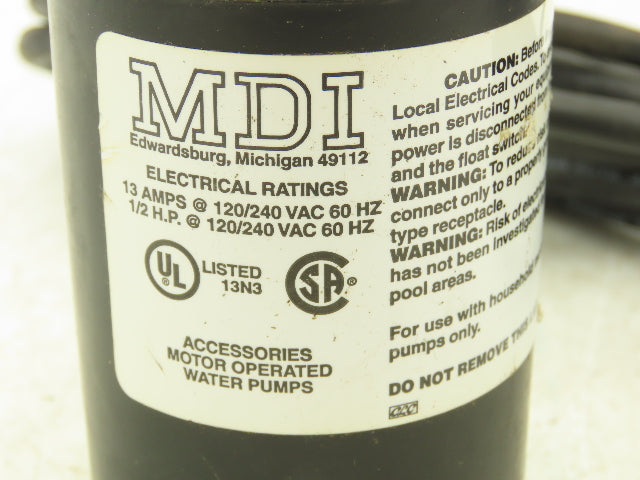 MDI
Edwardsburg, Michigan 49112
ELECTRICAL RATINGS
13 AMPS @ 120/240 VAC 60 HZ
1/2 H.P. @ 120/240 VAC 60 HZ
UL®
LISTED
13N3
SA®
ACCESSORIES
MOTOR OPERATED
WATER PUMPS
CAUTION: Before
Local Electrical Codes. To
when servicing your
power is disconnected
and the float
WARNING: To reduce
connect only to a properly
type receptacle.
WARNING: Risk of
has not been investigated
pool areas.
For use with household
pumps only.
DO NOT REMOVE THIS